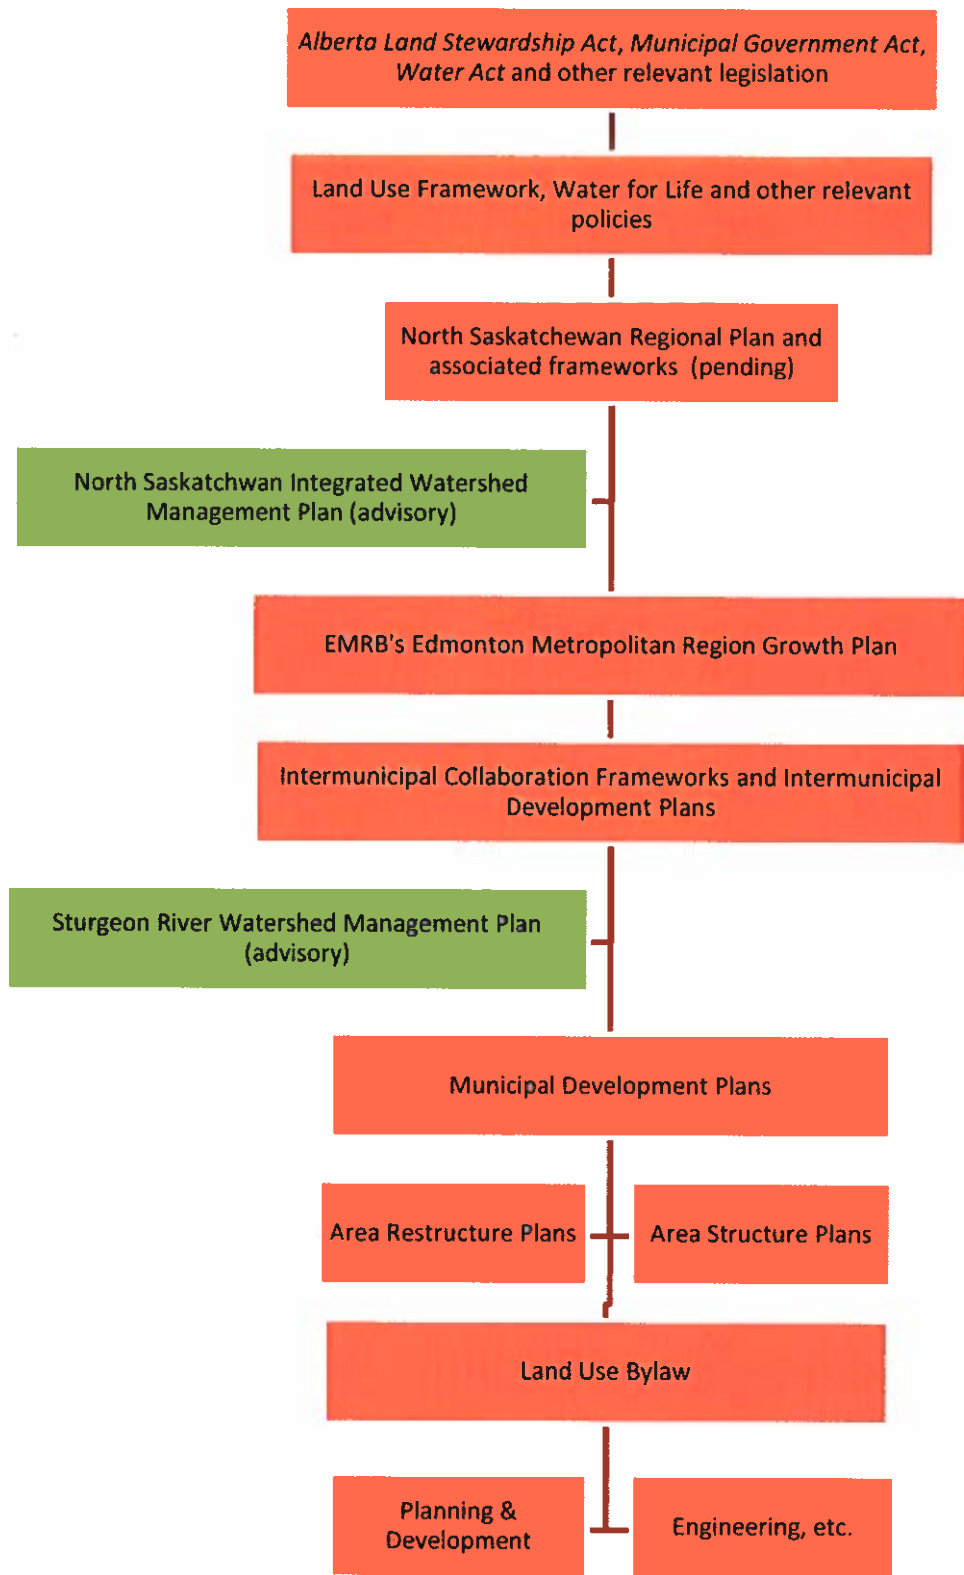 Alberta Land Stewardship Act, Municipal Government Act,
Water Act and other relevant legislation
Land Use Framework, Water for Life and other relevant
policies
North Saskatchewan Regional Plan and
associated frameworks (pending)
North Saskatchwan Integrated Watershed
Management Plan (advisory)
EMRB's Edmonton Metropolitan Region Growth Plan
Intermunicipal Collaboration Frameworks and Intermunicipal
Development Plans
Sturgeon River Watershed Management Plan
(advisory)
Municipal Development Plans
Area Restructure Plans
Area Structure Plans
Land Use Bylaw
Planning &
Development
Engineering, etc.